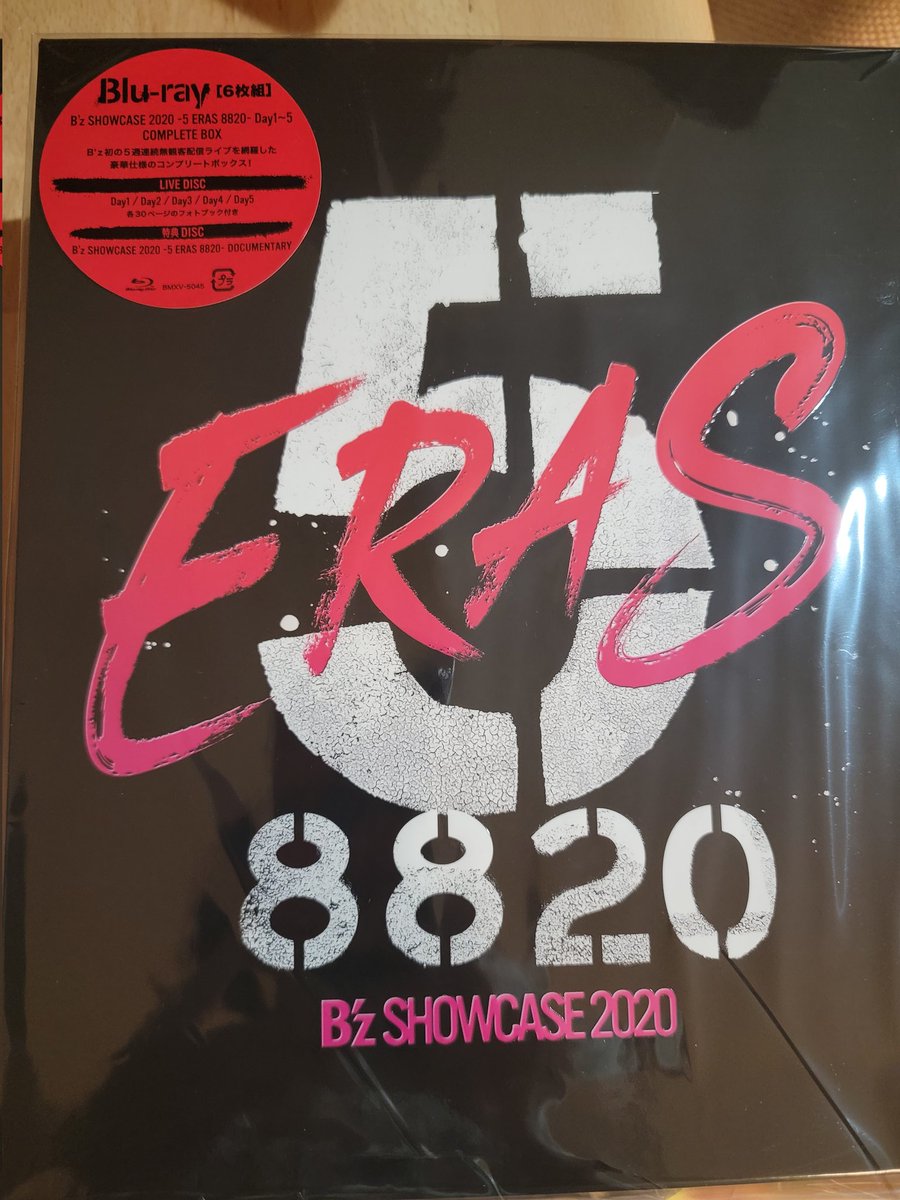 Blu-ray [6枚組]
B'z SHOWCASE 2020 -5 ERAS 8820- Day1~5
COMPLETE BOX
B'z初の5週連続無観客配信ライブを網羅した
豪華仕様のコンプリートボックス!
LIVE DISC
Day1 / Day2 / Day3 / Day4 / Day5
各30ページのフォトブック付き
特典 DISC
B'z SHOWCASE 2020 -5 ERAS 8820- DOCUMENTARY
BMXV-5045
プラ
5
ERAS
8820
B'z SHOWCASE 2020